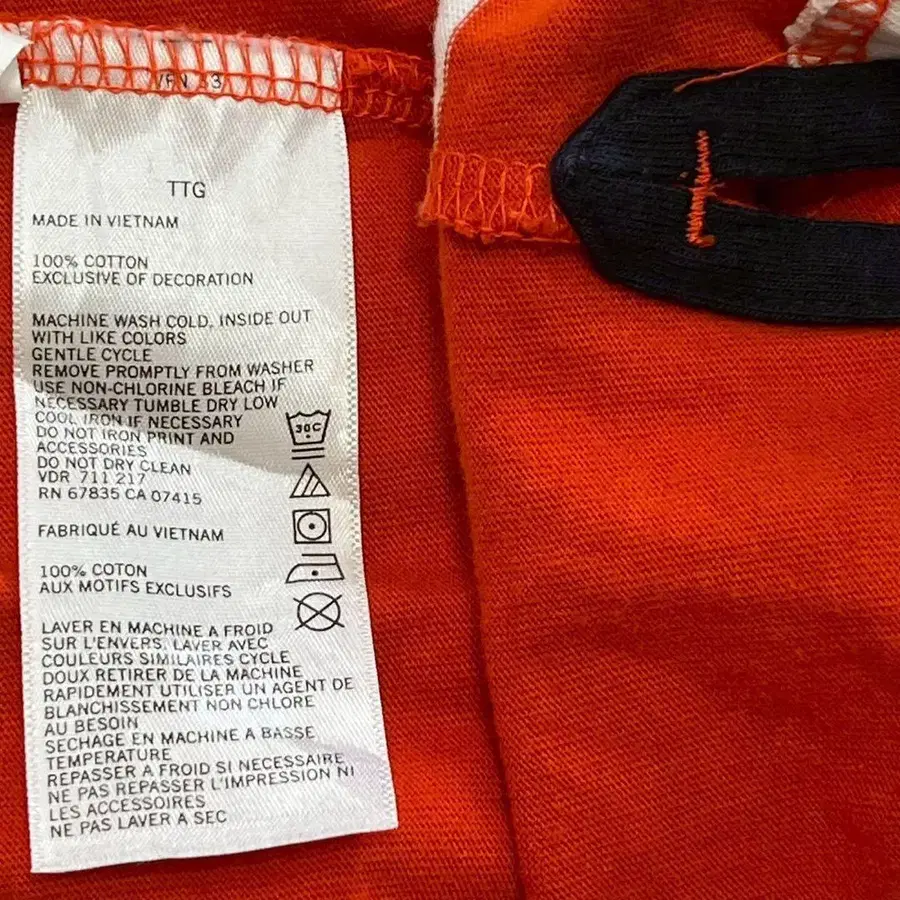 TTG
MADE IN VIETNAM
100% COTTON
EXCLUSIVE OF DECORATION
MACHINE WASH COLD, INSIDE OUT
WITH LIKE COLORS
GENTLE CYCLE
REMOVE PROMPTLY FROM WASHER
USE NON-CHLORINE BLEACH IF
NECESSARY TUMBLE DRY LOW
COOL IRON IF NECESSARY
DO NOT IRON PRINT AND
ACCESSORIES
DO NOT DRY CLEAN
VDR 711 217
RN 67835 CA 07415
30C
FABRIQUÉ AU VIETNAM
100% COTON
AUX MOTIFS EXCLUSIFS
LAVER EN MACHINE A FROID
SUR L'ENVERS, LAVER AVEC
COULEURS SIMILAIRES CYCLE
DOUX RETIRER DE LA MACHINE
RAPIDEMENT UTILISER UN AGENT DE
BLANCHISSEMENT NON CHLORE
AU BESOIN
SECHAGE EN MACHINE A BASSE
TEMPERATURE
REPASSER A FROID SI NECESSAIRE
NE PAS REPASSER L'IMPRESSION NI
LES ACCESSOIRES
NE PAS LAVER A SEC